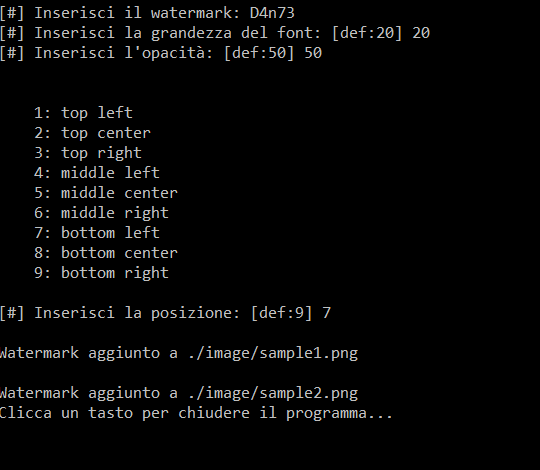 [#] Inserisci il watermark: D4n73
[#] Inserisci la grandezza del font: [def:20] 20
[#] Inserisci l'opacità: [def:50] 50
1: top left
2: top center
3: top right
4: middle left
5: middle center
6: middle right
7: bottom left
8: bottom center
9: bottom right
[#] Inserisci la posizione: [def:9] 7
Watermark aggiunto a ./image/sample1.png
Watermark aggiunto a ./image/sample2.png
Clicca un tasto per chiudere il programma...